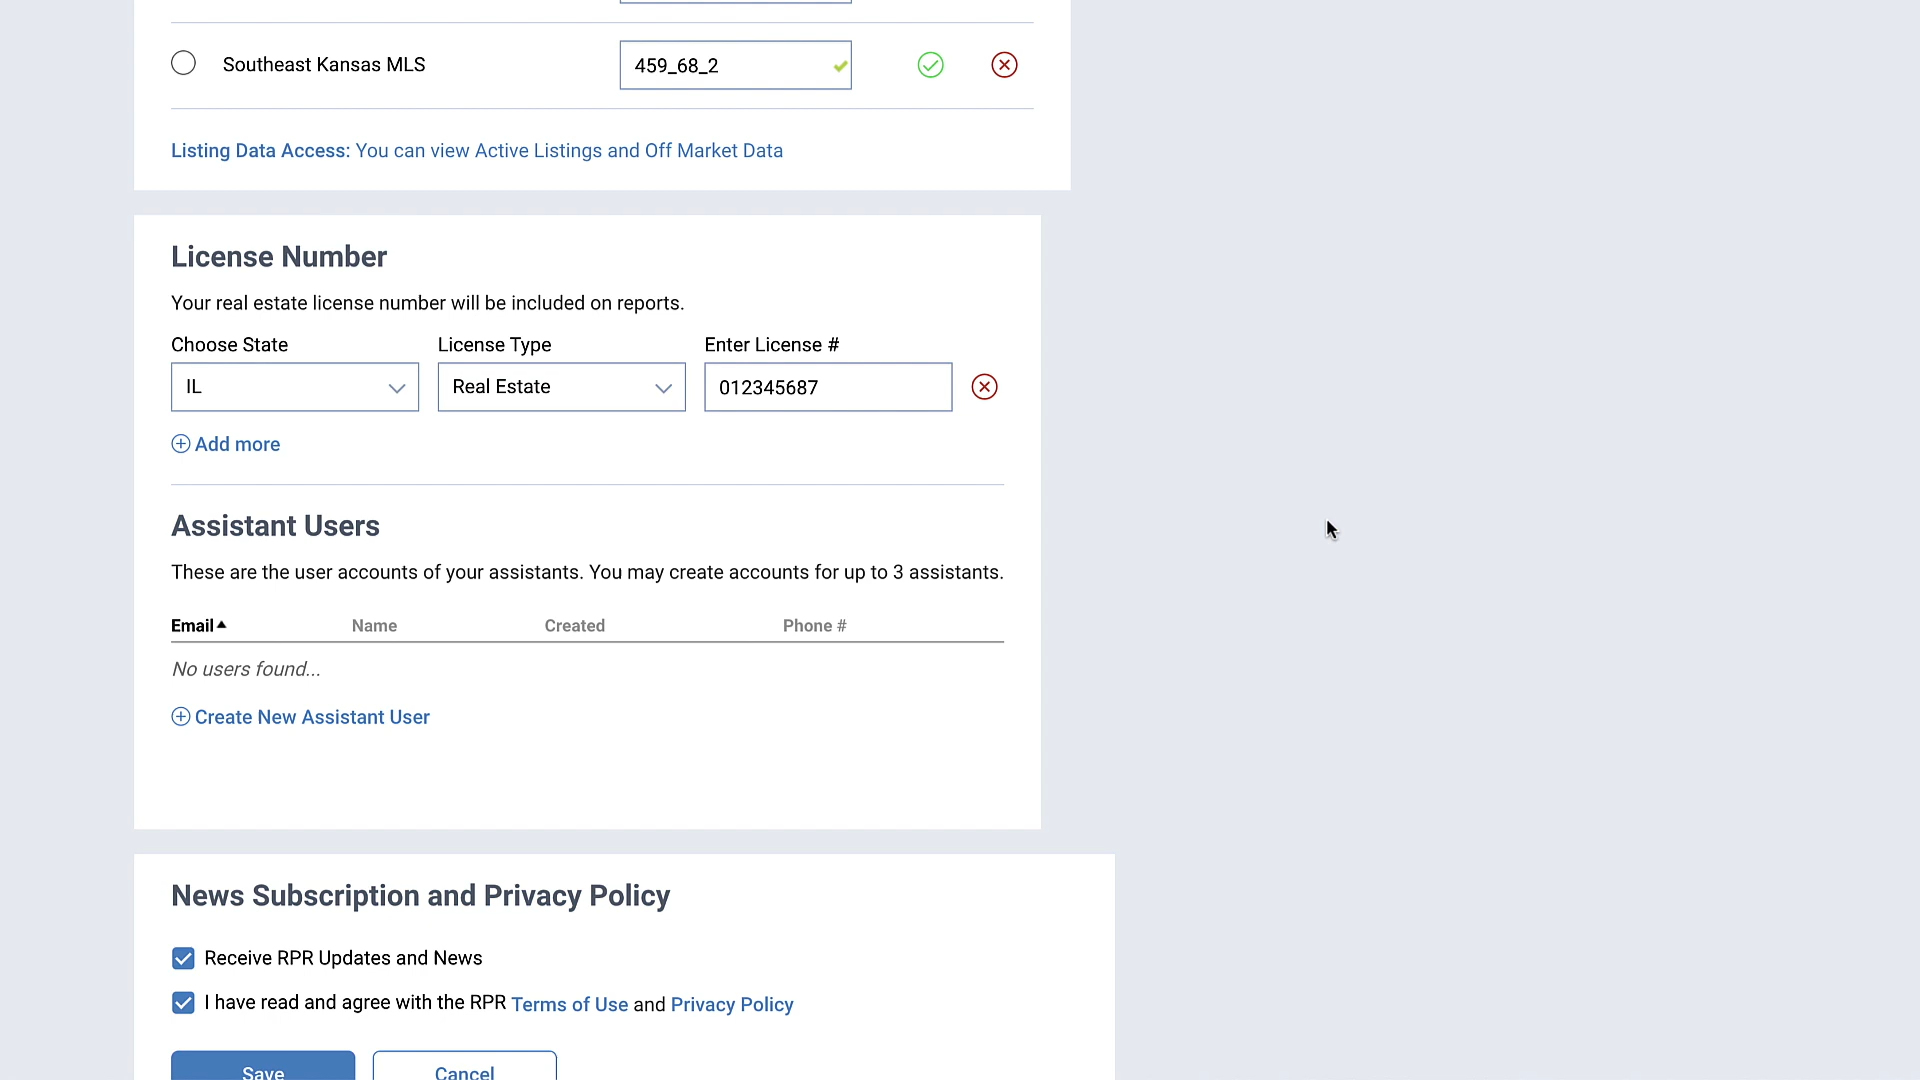 Southeast Kansas MLS 459_68_2
Listing Data Access: You can view Active Listings and Off Market Data
License Number
Your real estate license number will be included on reports.
Choose State License Type Enter License #
IL Real Estate 012345687
Add more
Assistant Users
These are the user accounts of your assistants. You may create accounts for up to 3 assistants.
Email Name Created Phone #
No users found...
Create New Assistant User
News Subscription and Privacy Policy
Receive RPR Updates and News
I have read and agree with the RPR Terms of Use and Privacy Policy
Save Cancel